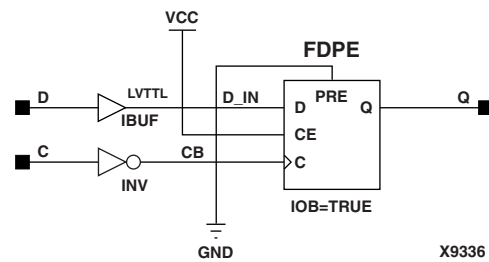 VCC
FDPE
D
LVTTL
D_IN
D
PRE
Q
Q
IBUF
CE
C
CB
C
INV
IOB=TRUE
GND
X9336